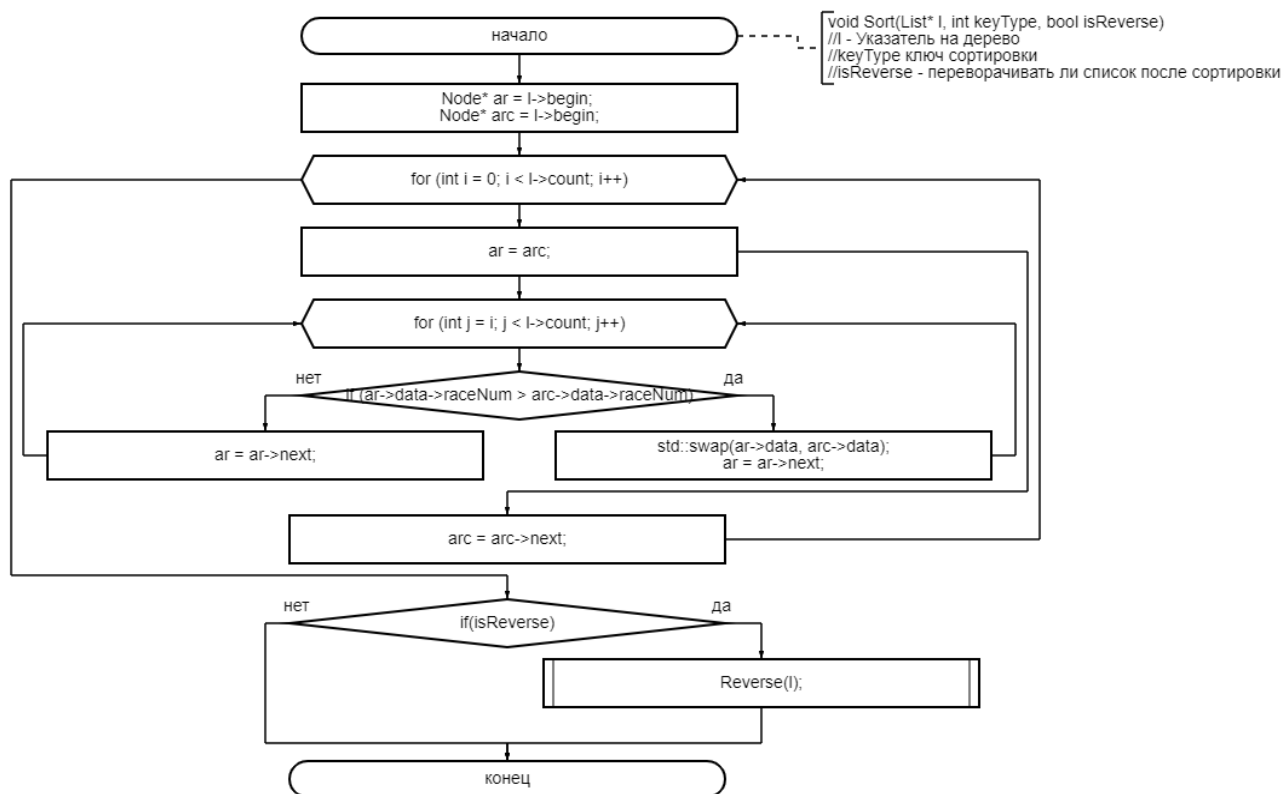 начало
void Sort(List* l, int keyType, bool isReverse)
//l - Указатель на дерево
//keyType ключ сортировки
//isReverse - переворачивать ли список после сортировки
Node* ar = l->begin;
Node* arc = l->begin;
for (int i = 0; i < l->count; i++)
ar = arc;
for (int j = i; j < l->count; j++)
нет
if (ar->data->raceNum > arc->data->raceNum)
да
ar = ar->next;
std::swap(ar->data, arc->data);
ar = ar->next;
arc = arc->next;
нет
if(isReverse)
да
Reverse(l);
конец